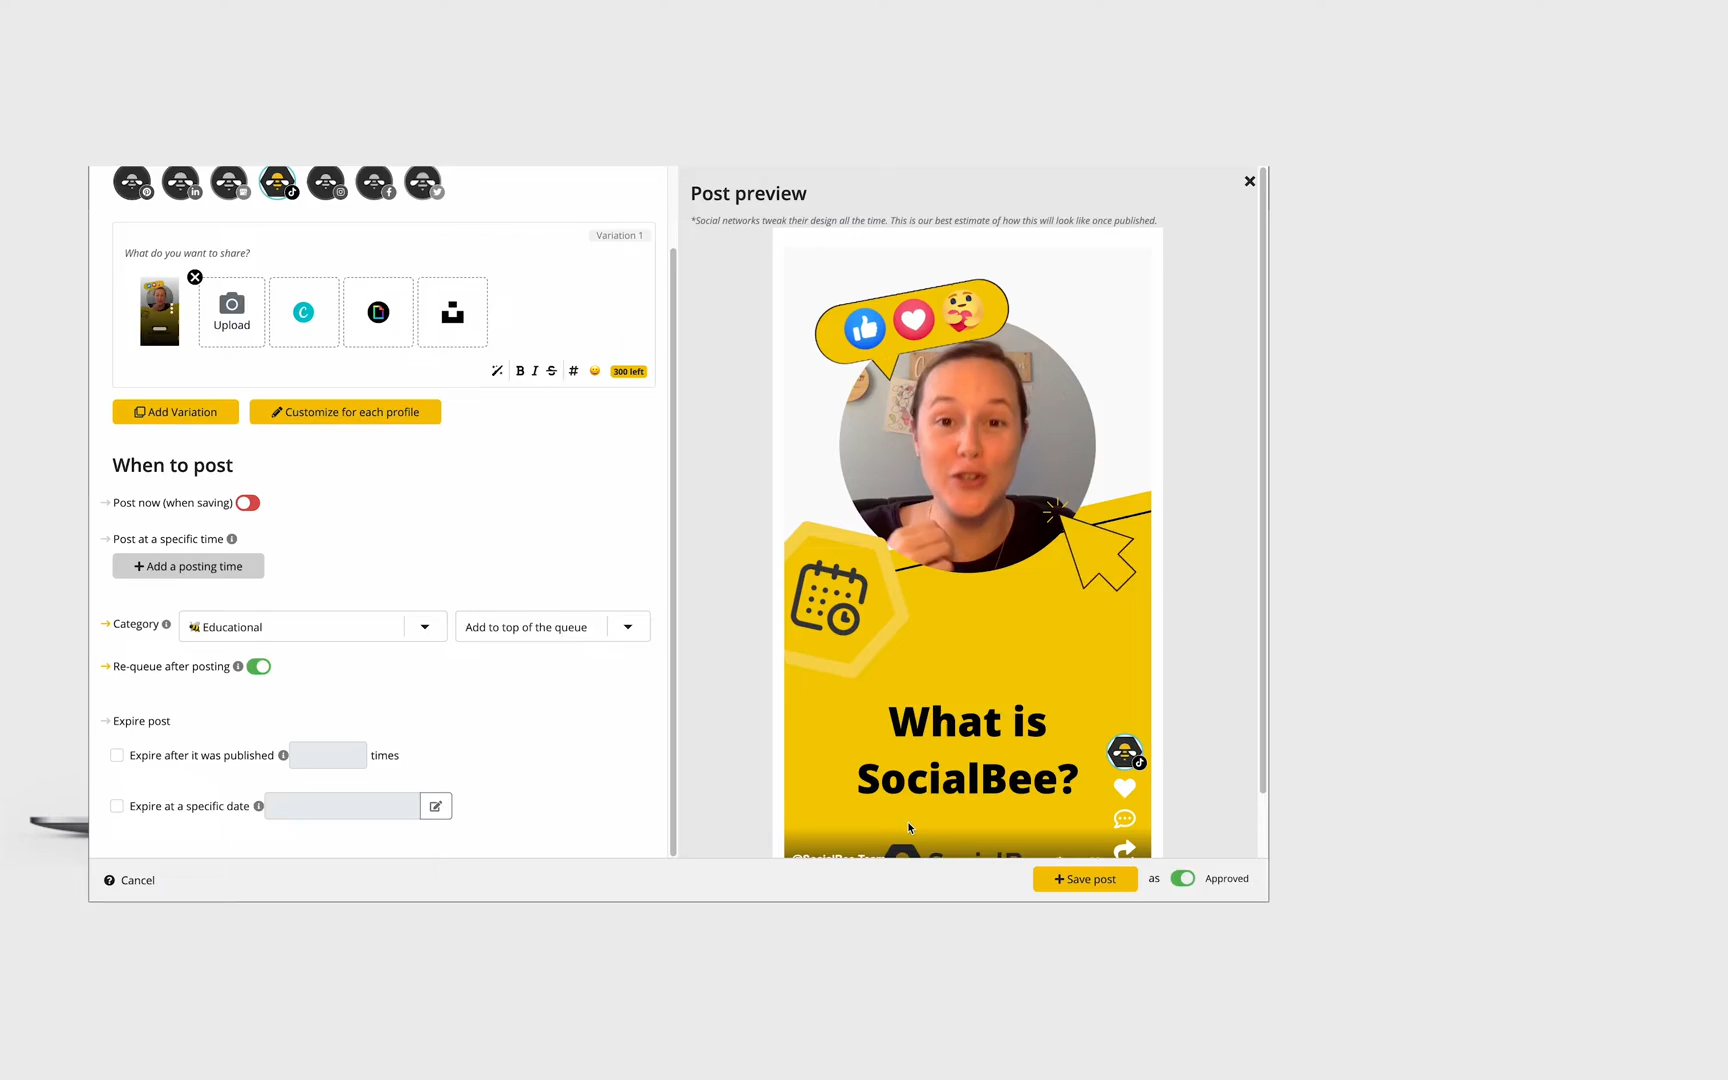 Post preview
*Social networks tweak their design all the time. This is our best estimate of how this will look like once published.
Variation 1
What do you want to share?
Upload
B I S # 300 left
Add Variation
Customize for each profile
When to post
Post now (when saving)
Post at a specific time
+ Add a posting time
Category
Educational
Add to top of the queue
Re-queue after posting
Expire post
Expire after it was published
times
Expire at a specific date
What is
SocialBee?
Cancel
+ Save post
as
Approved